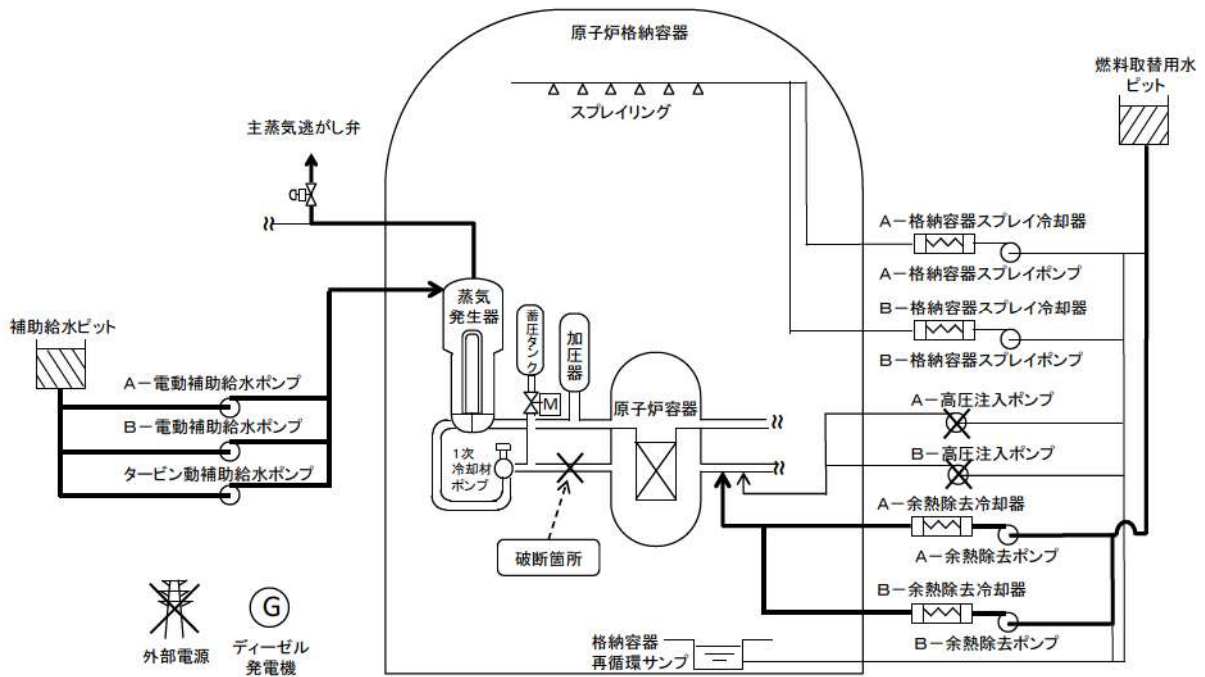 原子炉格納容器
燃料取替用水
ピット
スプレイリング
主蒸気逃がし弁
A-格納容器スプレイ冷却器
A-格納容器スプレイポンプ
蒸気
発生器
蓄圧タンク
加圧器
補助給水ピット
B-格納容器スプレイ冷却器
B-格納容器スプレイポンプ
A-電動補助給水ポンプ
M
原子炉容器
A-高圧注入ポンプ
B-電動補助給水ポンプ
1次
冷却材
ポンプ
B-高圧注入ポンプ
タービン動補助給水ポンプ
A-余熱除去冷却器
破断箇所
A-余熱除去ポンプ
B-余熱除去冷却器
G
外部電源
ディーゼル
発電機
格納容器
再循環サンプ
B-余熱除去ポンプ